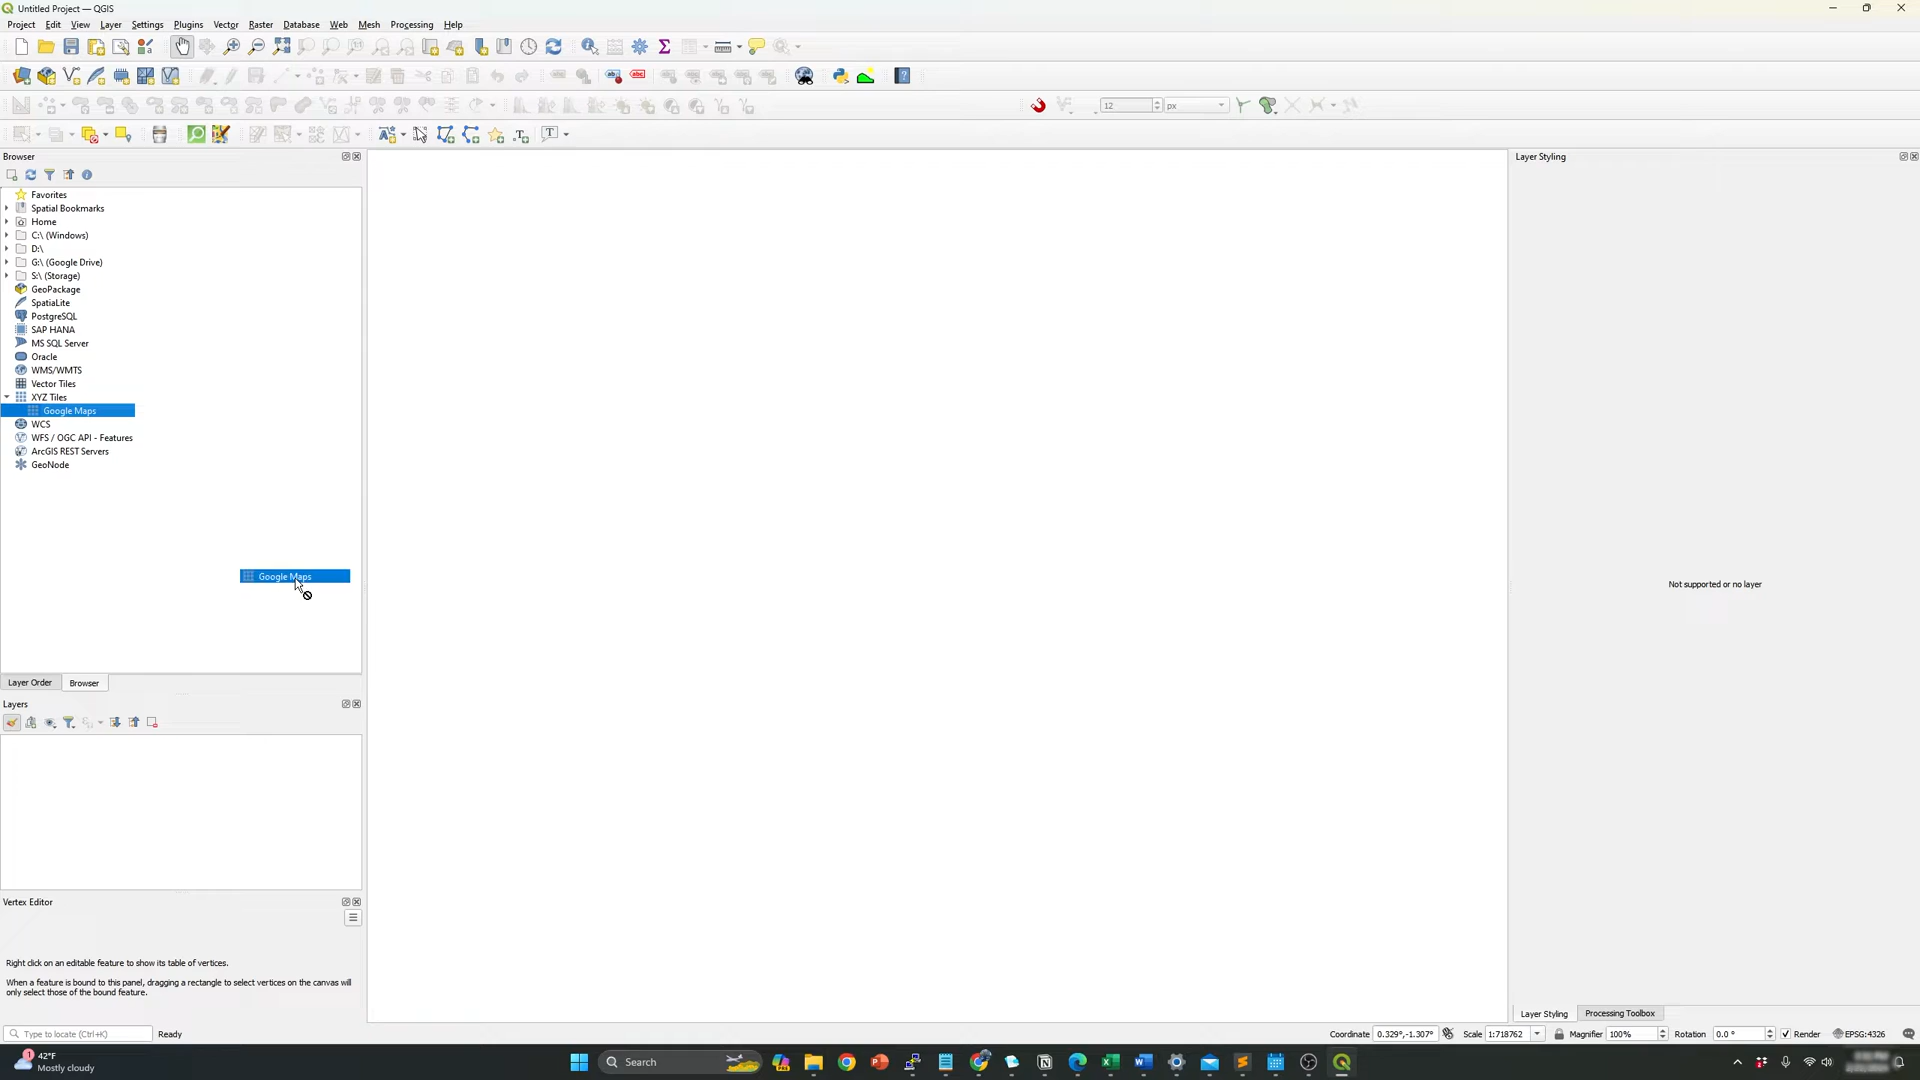 Untitled Project — QGIS
Project Edit View Layer Settings Plugins Vector Raster Database Web Mesh Processing Help
12 px
Browser
Layer Styling
Favorites
Spatial Bookmarks
Home
C:\ (Windows)
D:\
G:\ (Google Drive)
S:\ (Storage)
GeoPackage
SpatiaLite
PostgreSQL
SAP HANA
MS SQL Server
Oracle
WMS/WMTS
Vector Tiles
XYZ Tiles
Google Maps
WCS
WFS / OGC API - Features
ArcGIS REST Servers
GeoNode
Google Maps
Not supported or no layer
Layer Order Browser
Layers
Vertex Editor
Right click on an editable feature to show its table of vertices.
When a feature is bound to this panel, dragging a rectangle to select vertices on the canvas will
only select those of the bound feature.
Layer Styling Processing Toolbox
Type to locate (Ctrl+K) Ready Coordinate 0.329°,-1.307° Scale 1:718762 Magnifier 100% Rotation 0.0 ° Render EPSG:4326
1 42°F
Mostly cloudy
Search